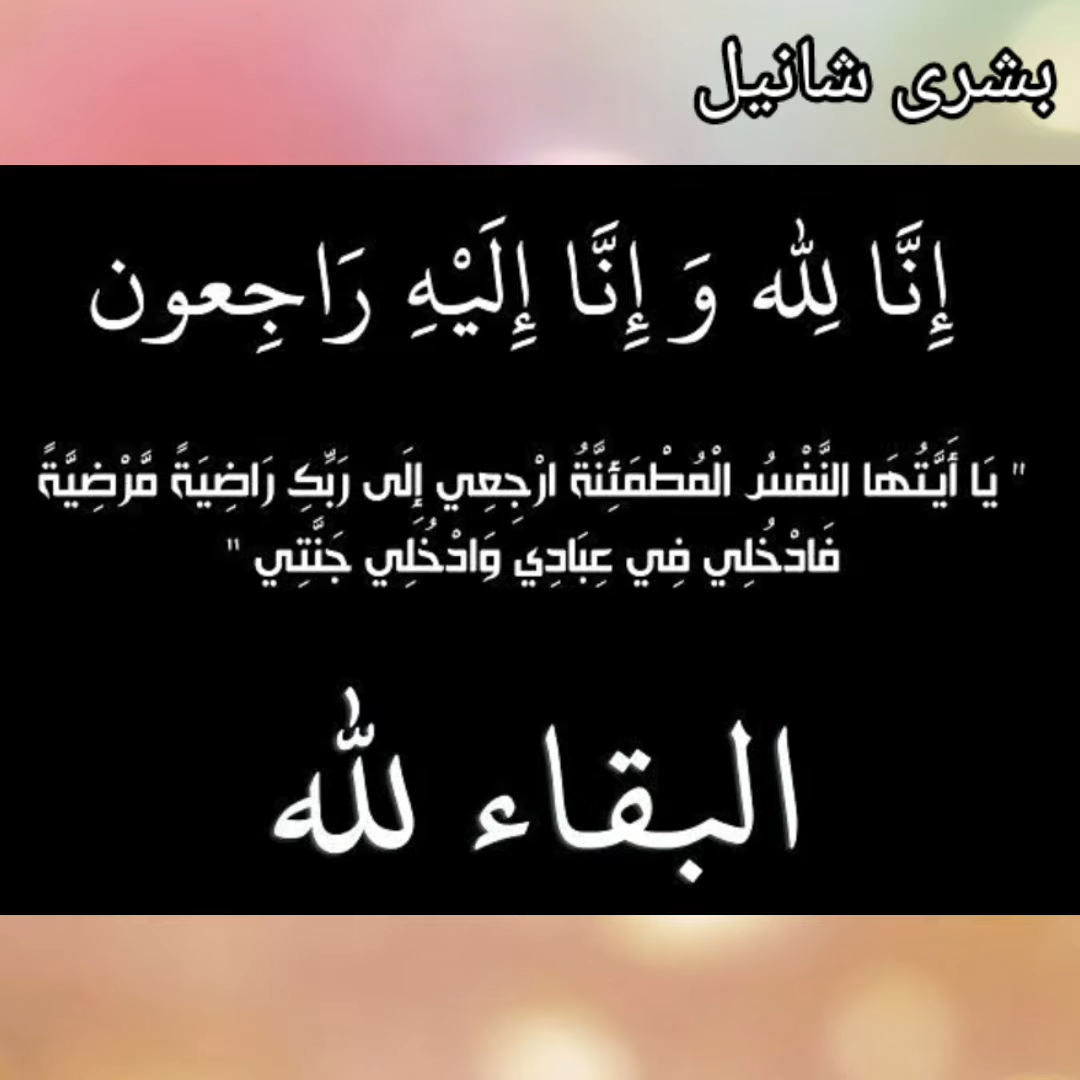 بشرى شانيل
إِنَّا لِلّٰه وَ إِنَّا إِلَيْهِ رَاجِعون
" يَا أَيَّتُهَا النَّفْسُ الْمُطْمَئِنَّةُ ارْجِعِي إِلَى رَبِّكِ رَاضِيَةً مَّرْضِيَّةً
فَادْخُلِي فِي عِبَادِي وَادْخُلِي جَنَّتِي "
البقاء لله